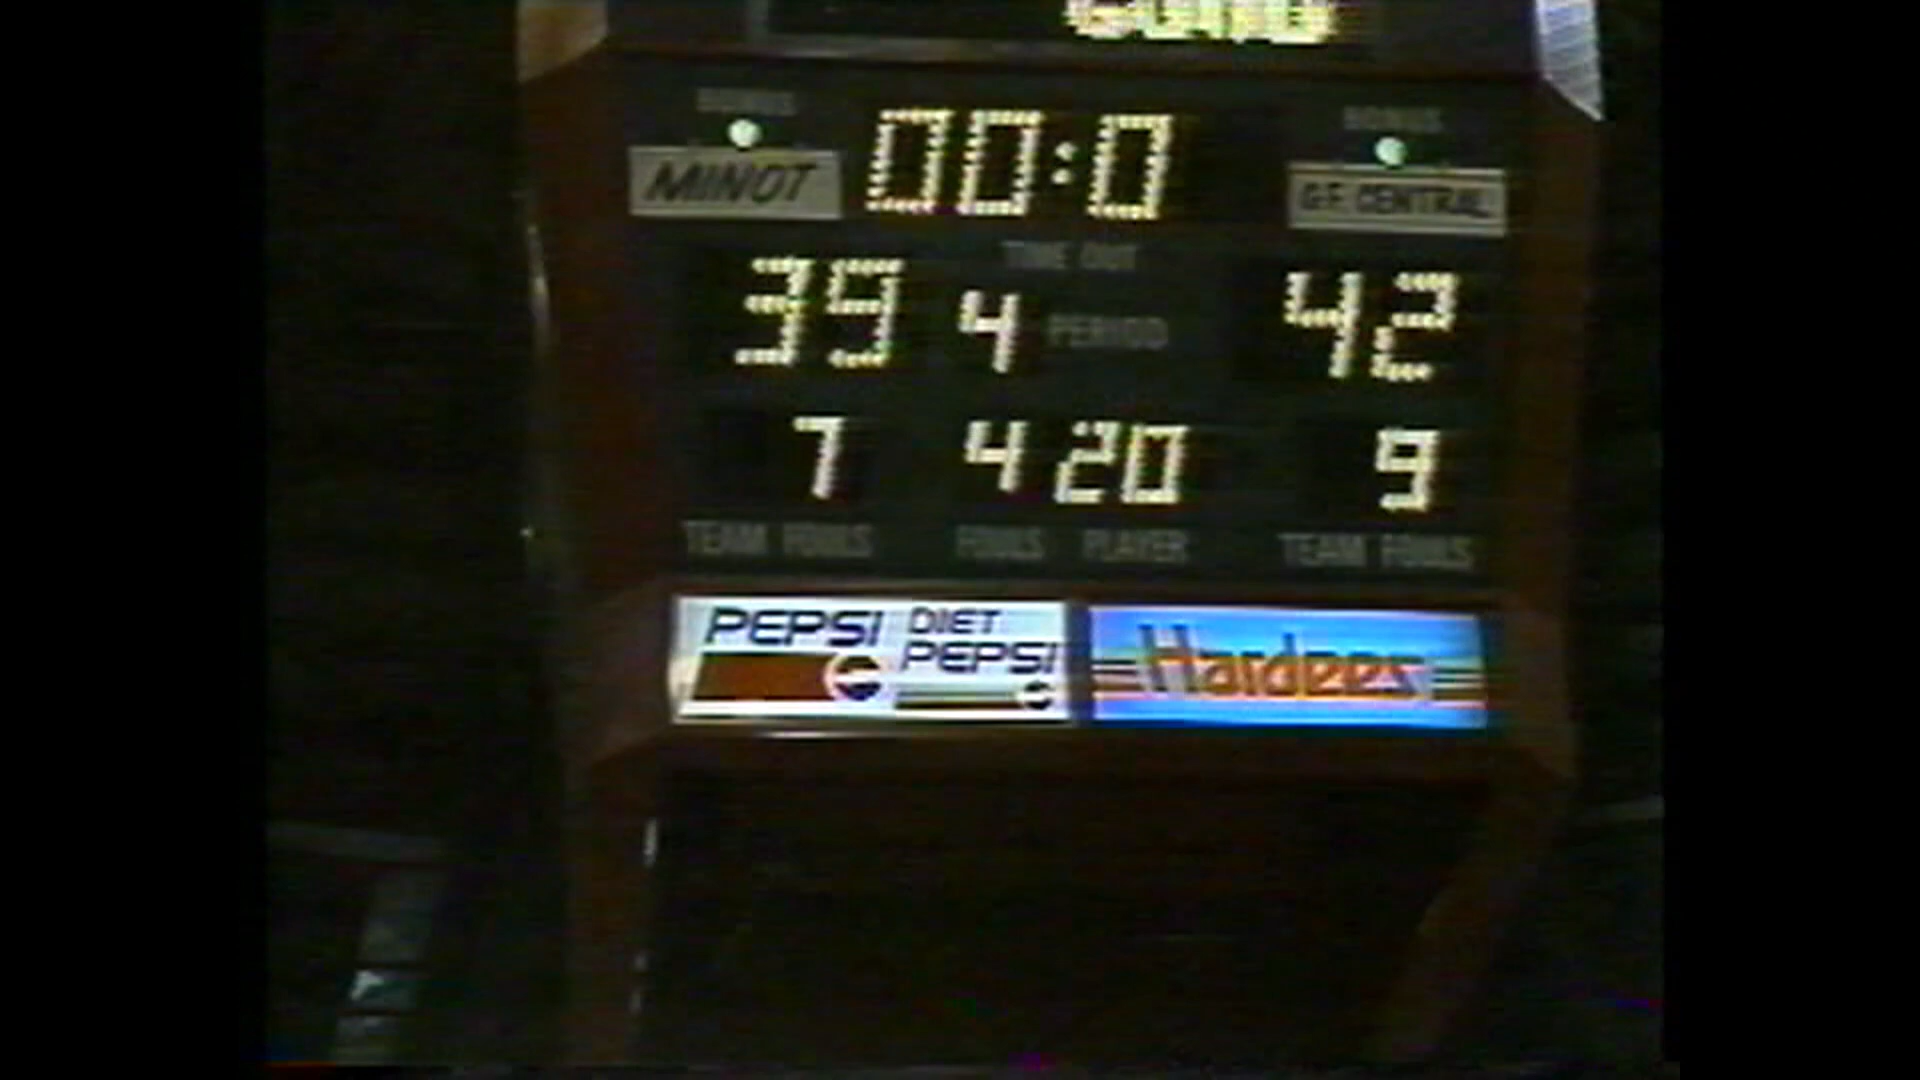 BONUS
BONUS
MINOT
00:0
G.F. CENTRAL
TIME OUT
39
4
PERIOD
42
7
4
20
9
TEAM FOULS
FOULS
PLAYER
TEAM FOULS
PEPSI
DIET
PEPSI
Hardees